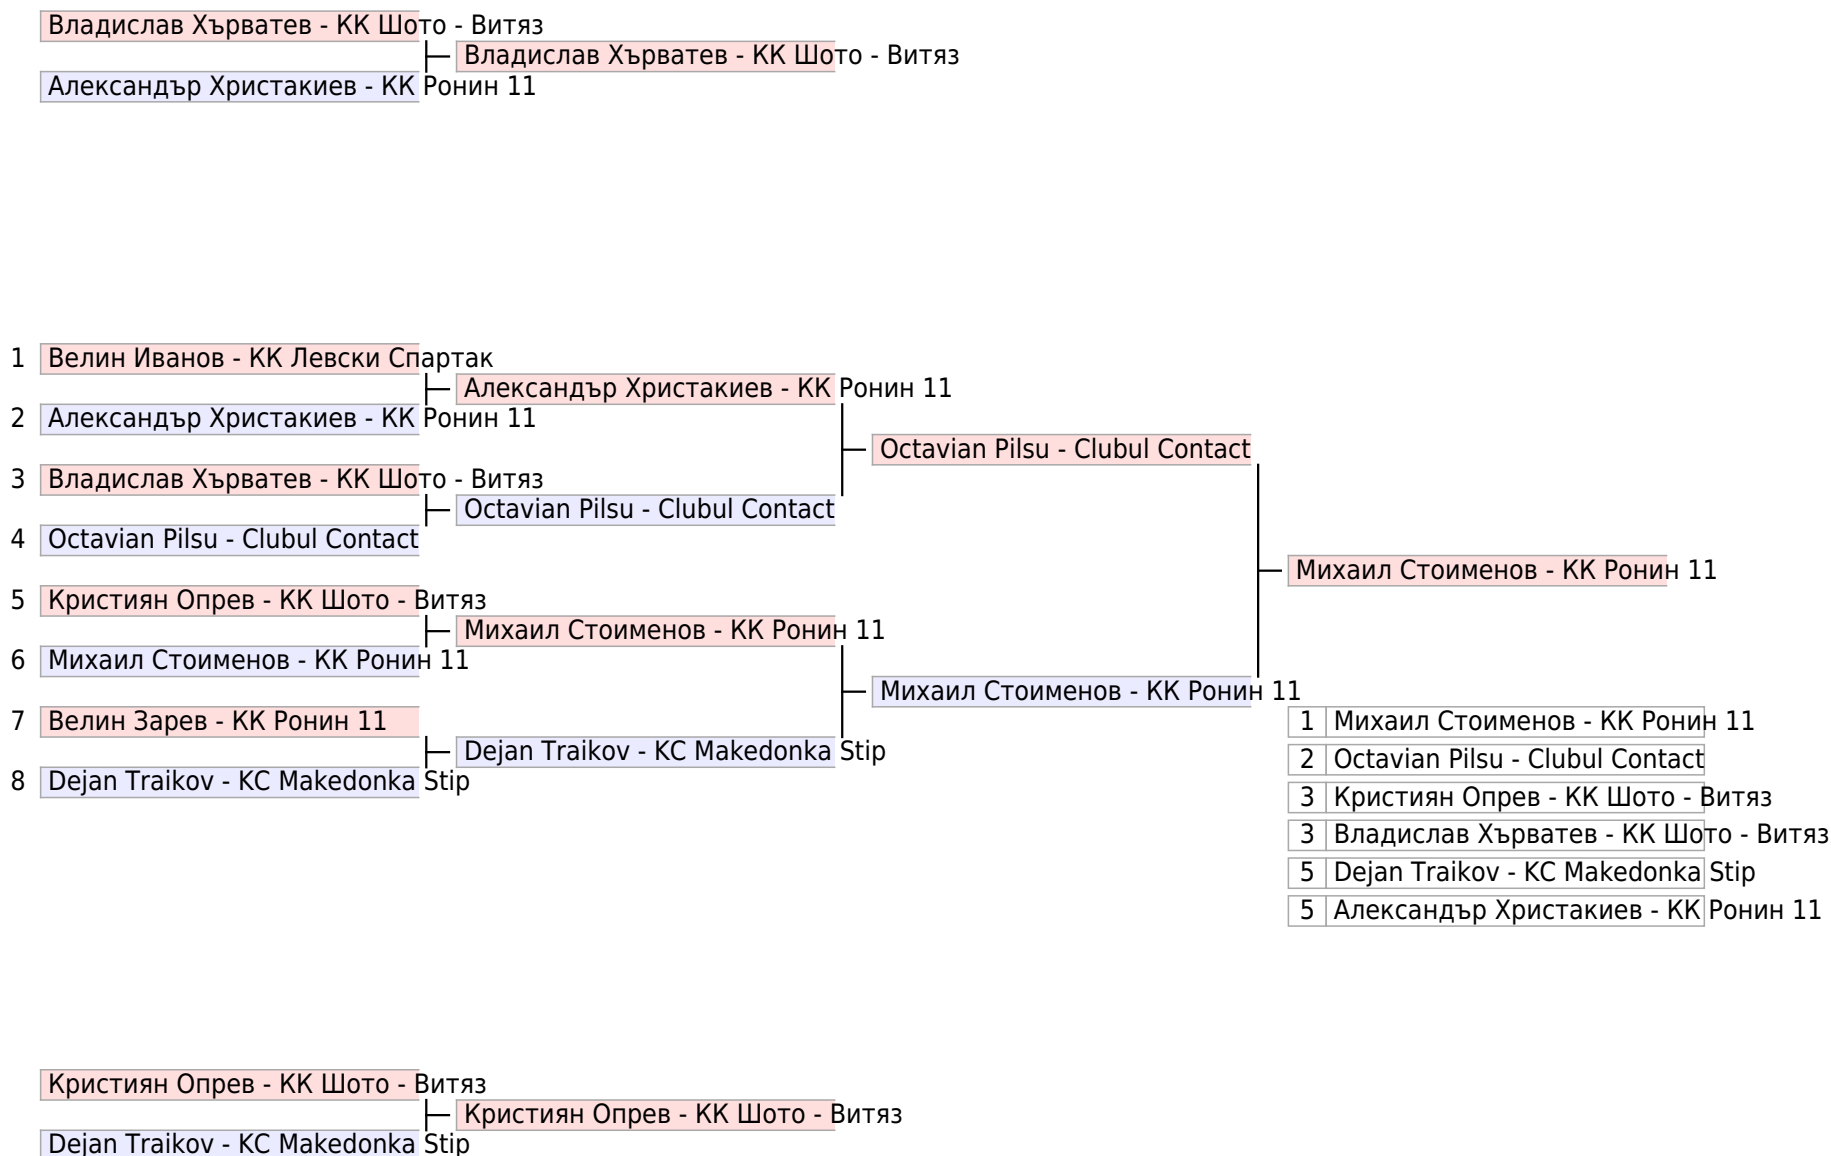 Владислав Хърватев - КК Шото - Витяз
Владислав Хърватев - КК Шото - Витяз
Александър Христакиев - КК Ронин 11
1 Велин Иванов - КК Левски Спартак
Александър Христакиев - КК Ронин 11
2 Александър Христакиев - КК Ронин 11
Octavian Pilsu - Clubul Contact
3 Владислав Хърватев - КК Шото - Витяз
Octavian Pilsu - Clubul Contact
4 Octavian Pilsu - Clubul Contact
Михаил Стоименов - КК Ронин 11
5 Кристиян Опрев - КК Шото - Витяз
Михаил Стоименов - КК Ронин 11
6 Михаил Стоименов - КК Ронин 11
Михаил Стоименов - КК Ронин 11
7 Велин Зарев - КК Ронин 11
Dejan Traikov - KC Makedonka Stip
8 Dejan Traikov - KC Makedonka Stip
1 Михаил Стоименов - КК Ронин 11
2 Octavian Pilsu - Clubul Contact
3 Кристиян Опрев - КК Шото - Витяз
3 Владислав Хърватев - КК Шото - Витяз
5 Dejan Traikov - KC Makedonka Stip
5 Александър Христакиев - КК Ронин 11
Кристиян Опрев - КК Шото - Витяз
Кристиян Опрев - КК Шото - Витяз
Dejan Traikov - KC Makedonka Stip